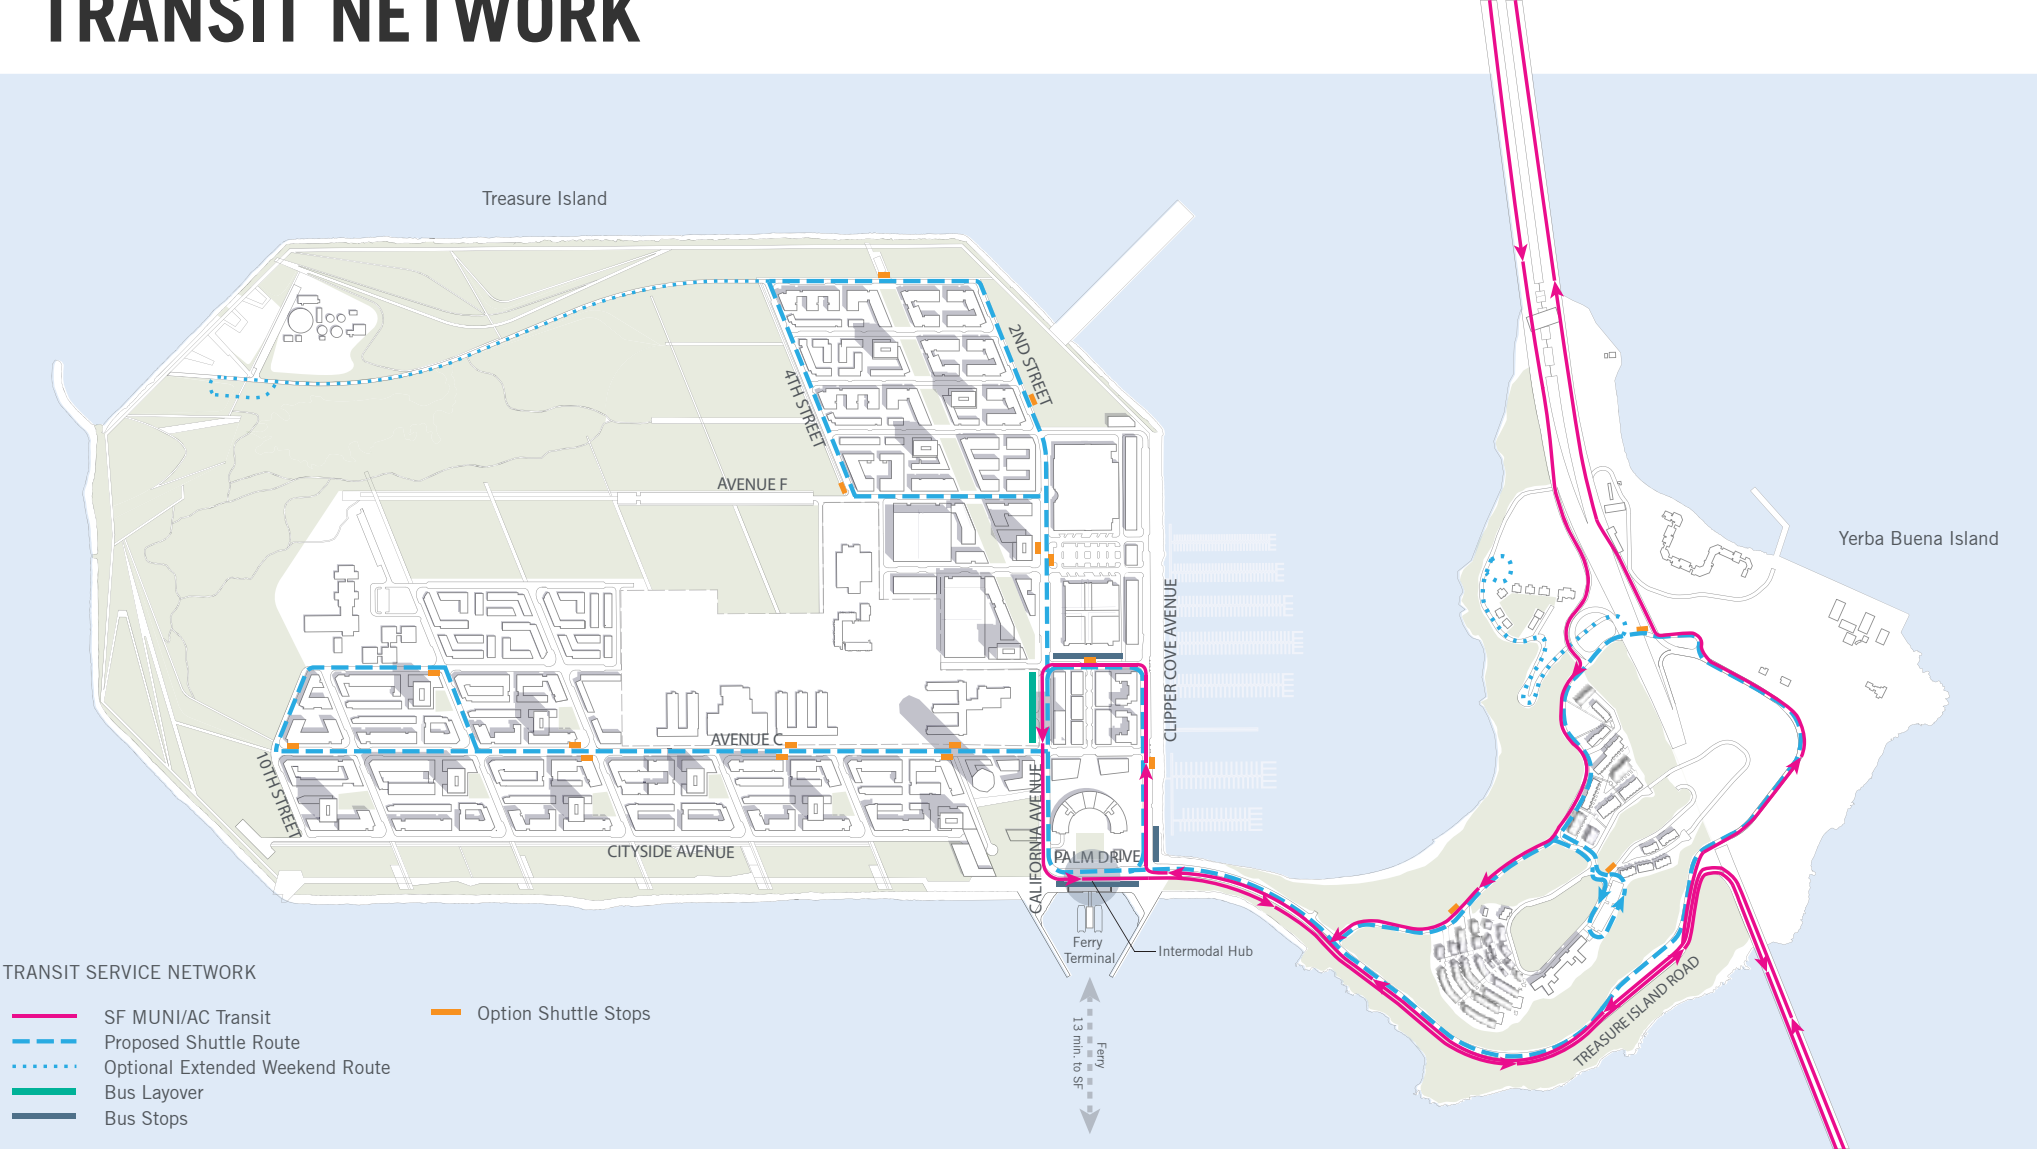 TRANSIT NETWORK
Treasure Island
2ND STREET
4TH STREET
AVENUE F
Yerba Buena Island
CLIPPER COVE AVENUE
AVENUE C
10TH STREET
CALIFORNIA AVENUE
CITYSIDE AVENUE
PALM DRIVE
Ferry
Terminal
Intermodal Hub
TREASURE ISLAND ROAD
Ferry
13 min. to SF
TRANSIT SERVICE NETWORK
SF MUNI/AC Transit
Proposed Shuttle Route
Optional Extended Weekend Route
Bus Layover
Bus Stops
Option Shuttle Stops